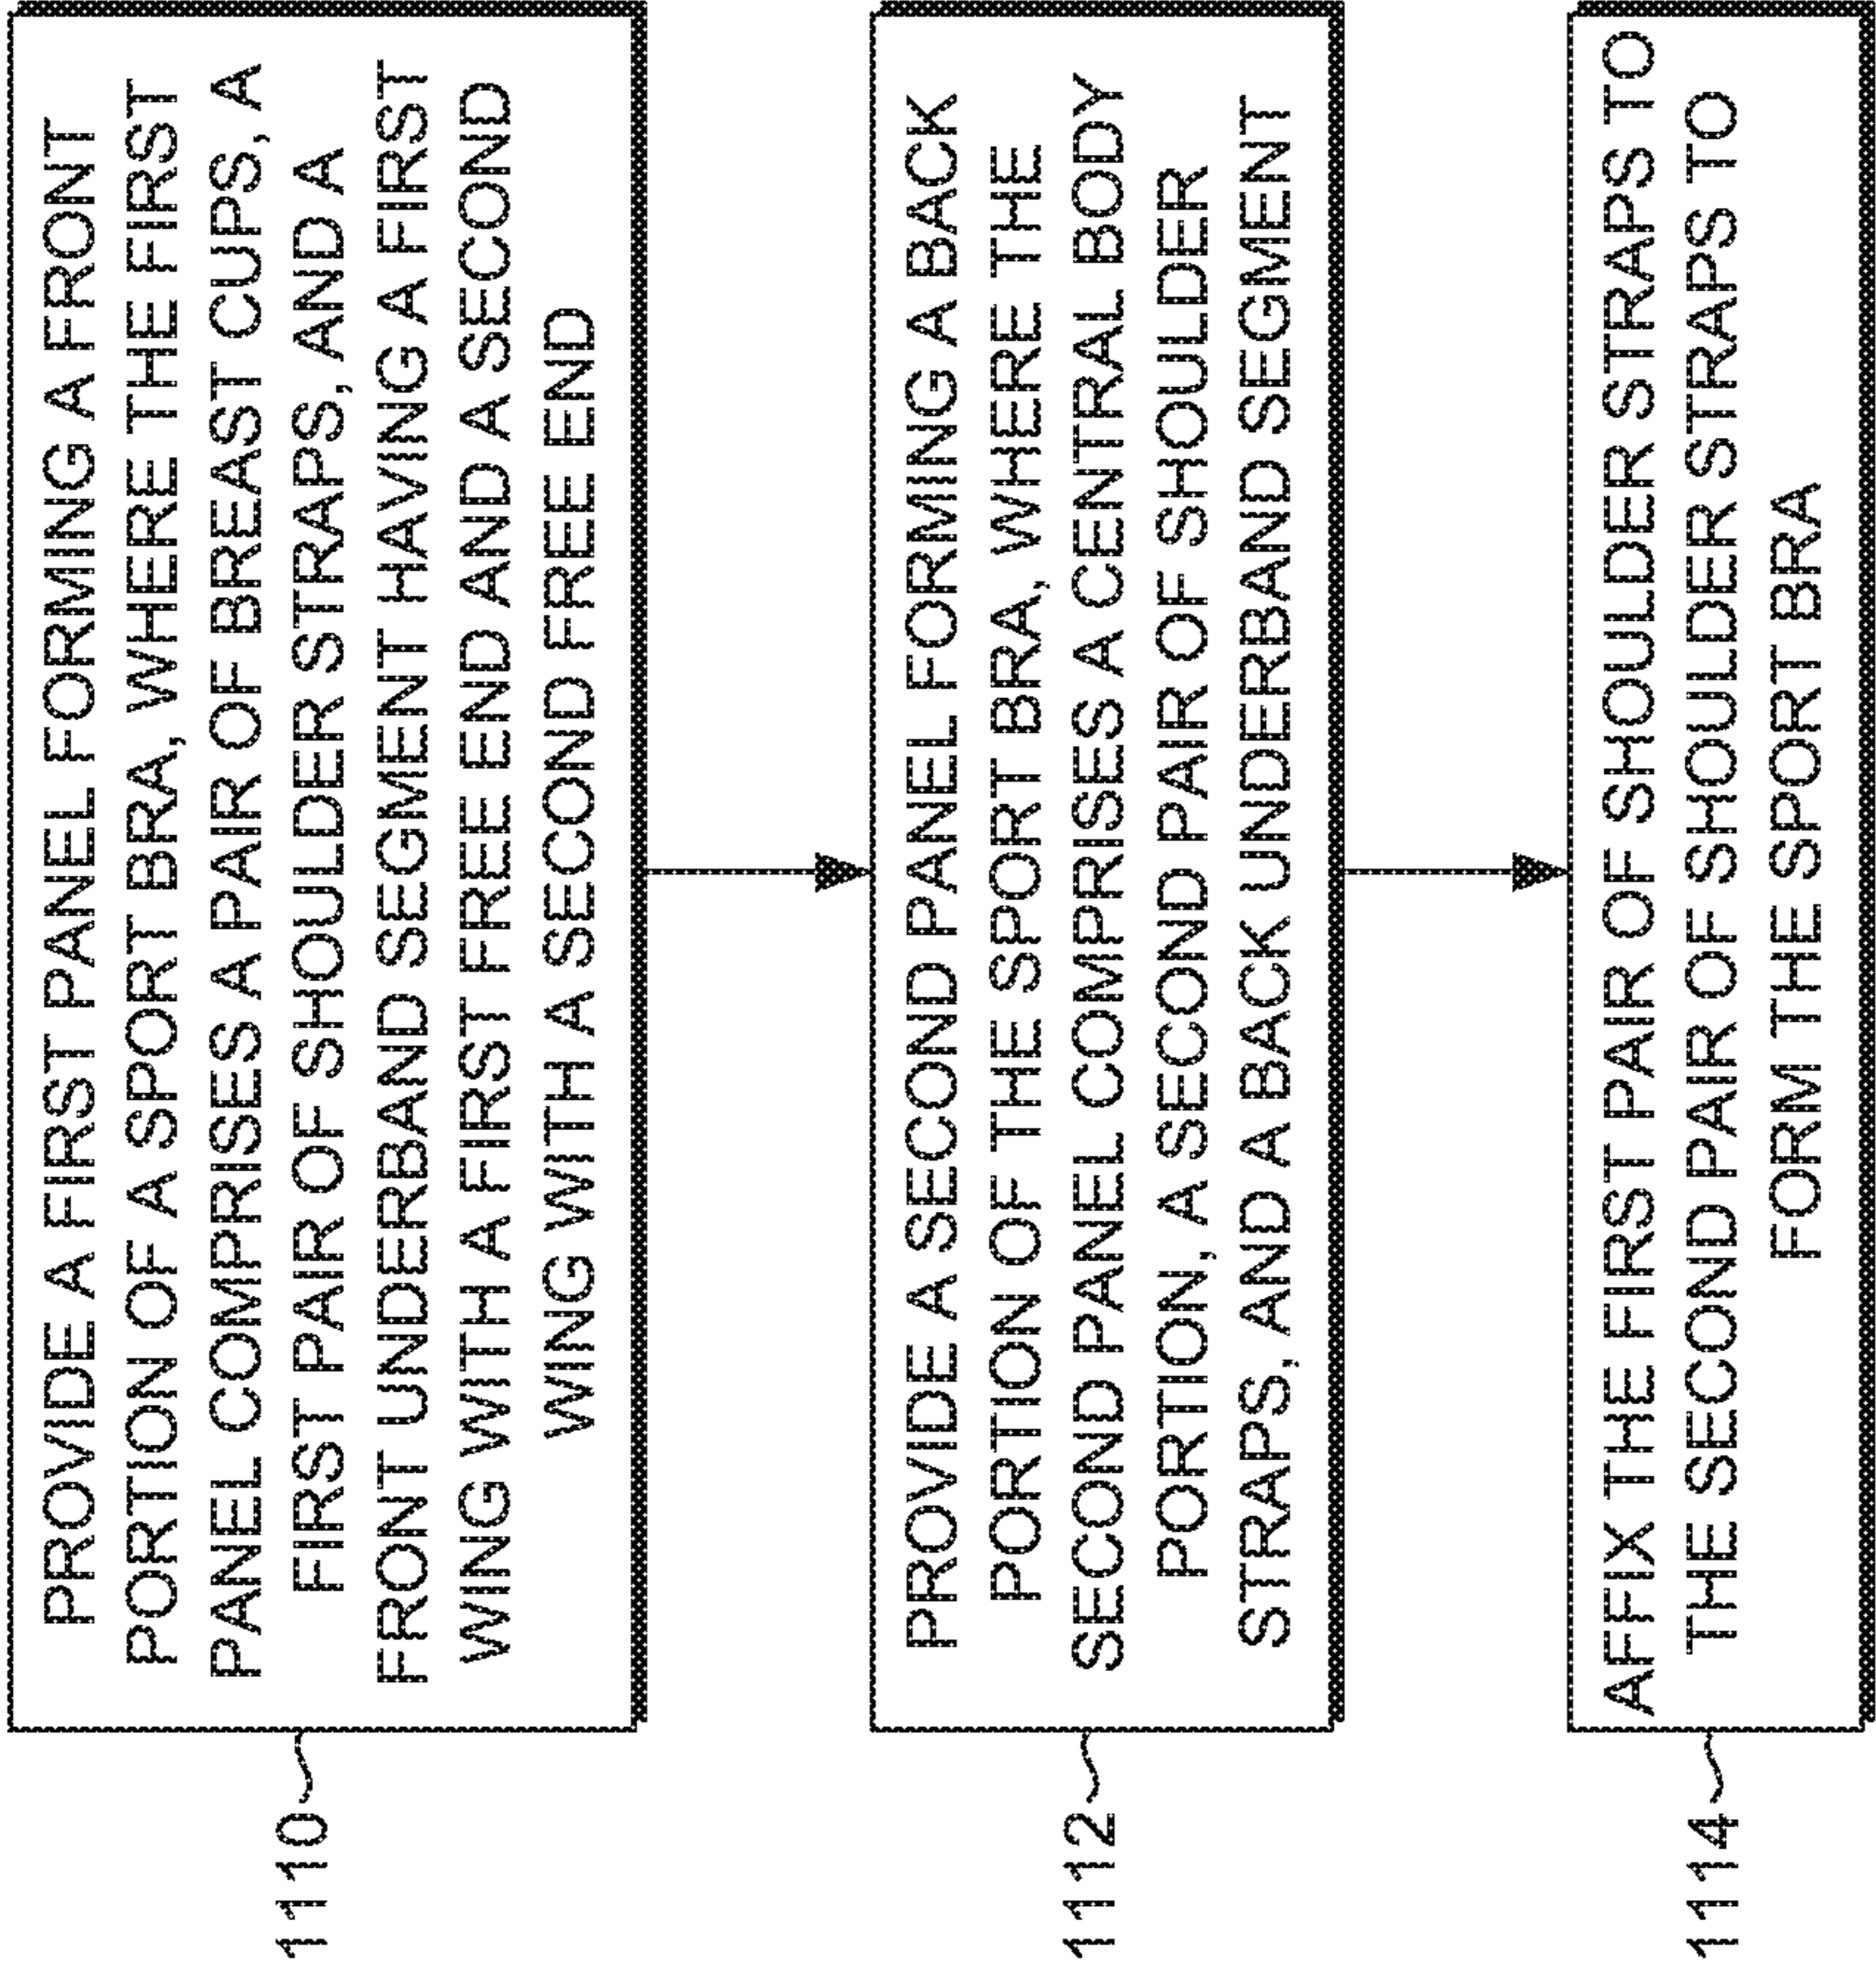 1110
PROVIDE A FIRST PANEL FORMING A FRONT
PORTION OF A SPORT BRA, WHERE THE FIRST
PANEL COMPRISES A PAIR OF BREAST CUPS, A
FIRST PAIR OF SHOULDER STRAPS, AND A
FRONT UNDERBAND SEGMENT HAVING A FIRST
WING WITH A FIRST FREE END AND A SECOND
WING WITH A SECOND FREE END
1112
PROVIDE A SECOND PANEL FORMING A BACK
PORTION OF THE SPORT BRA, WHERE THE
SECOND PANEL COMPRISES A CENTRAL BODY
PORTION, A SECOND PAIR OF SHOULDER
STRAPS, AND A BACK UNDERBAND SEGMENT
1114
AFFIX THE FIRST PAIR OF SHOULDER STRAPS TO
THE SECOND PAIR OF SHOULDER STRAPS TO
FORM THE SPORT BRA